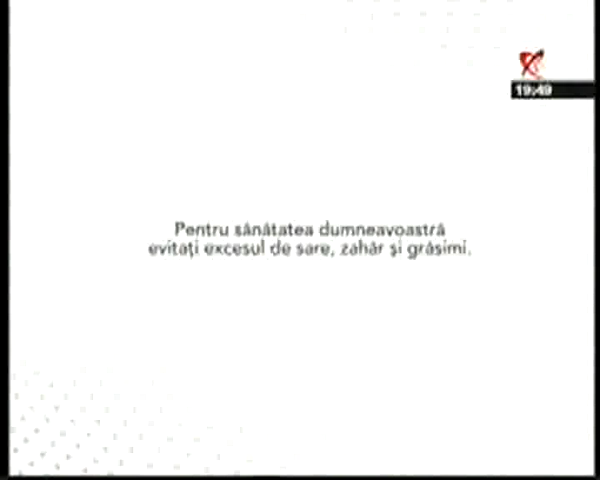 19:49
Pentru sănătatea dumneavoastră
evitați excesul de sare, zahăr și grăsimi.